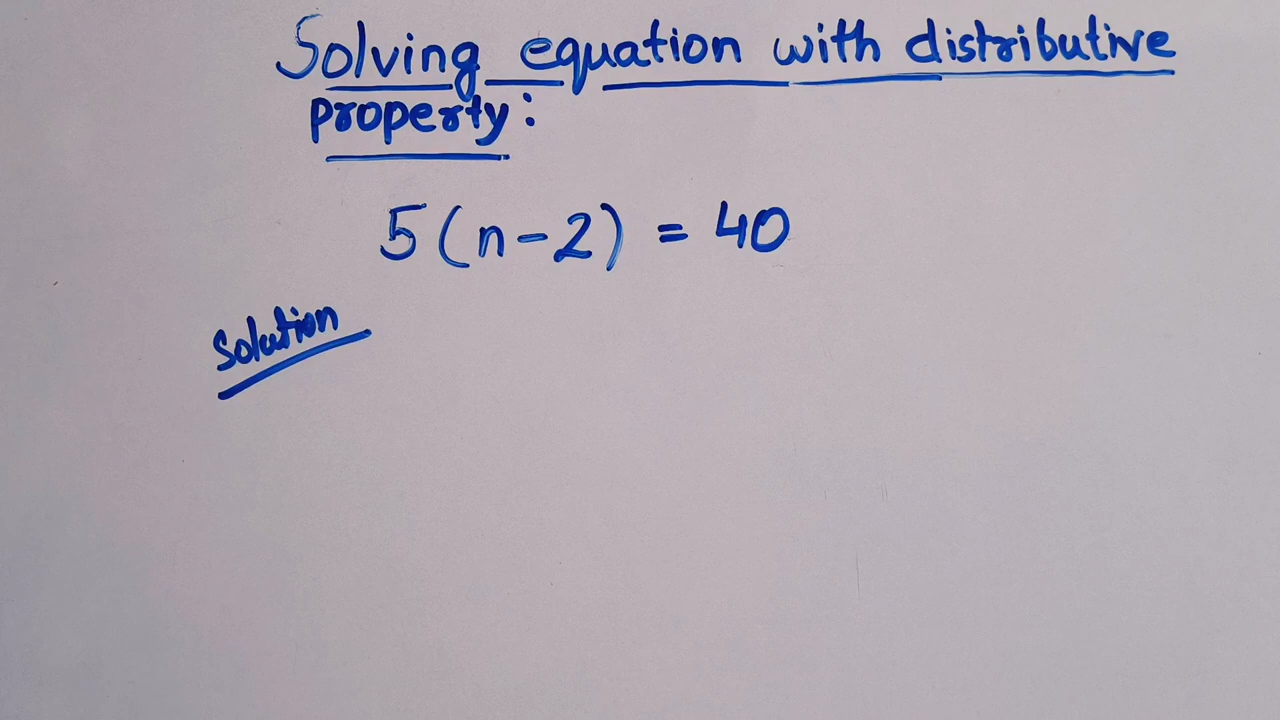 Solving equation with distributive
property:
5(n-2) = 40
Solution